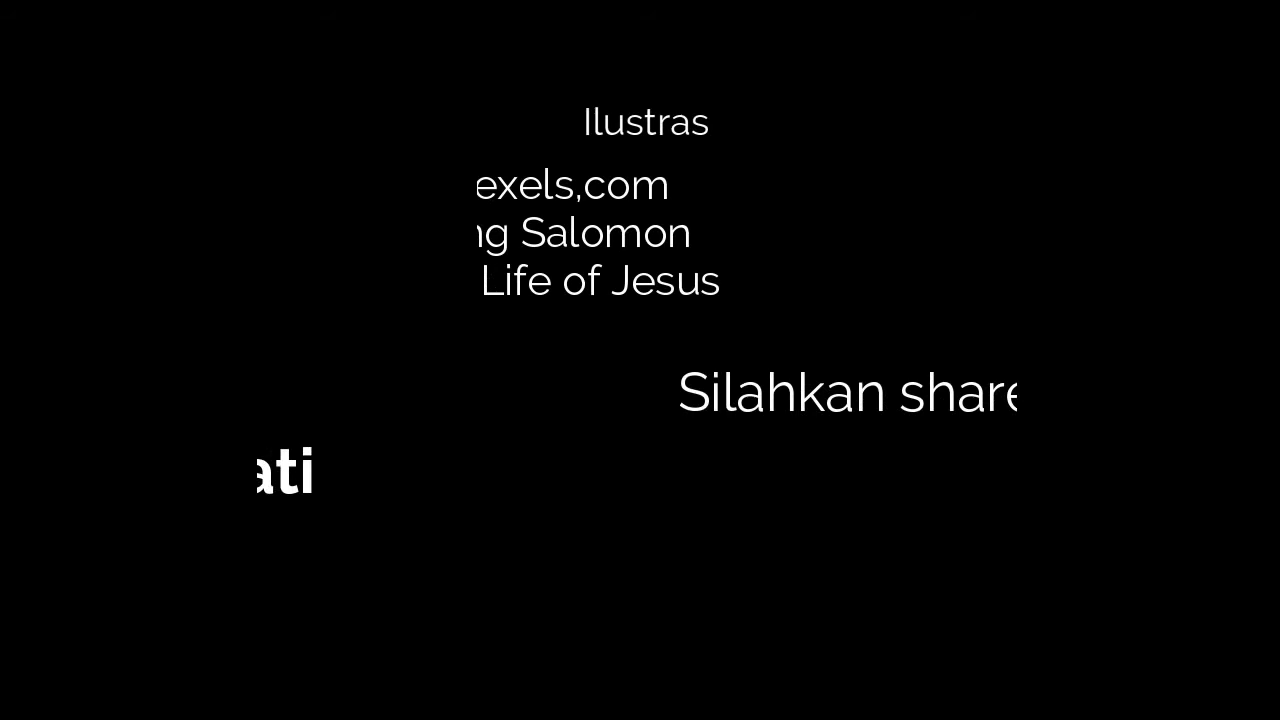 Ilustras
exels,com
ng Salomon
Life of Jesus
Silahkan share
ati